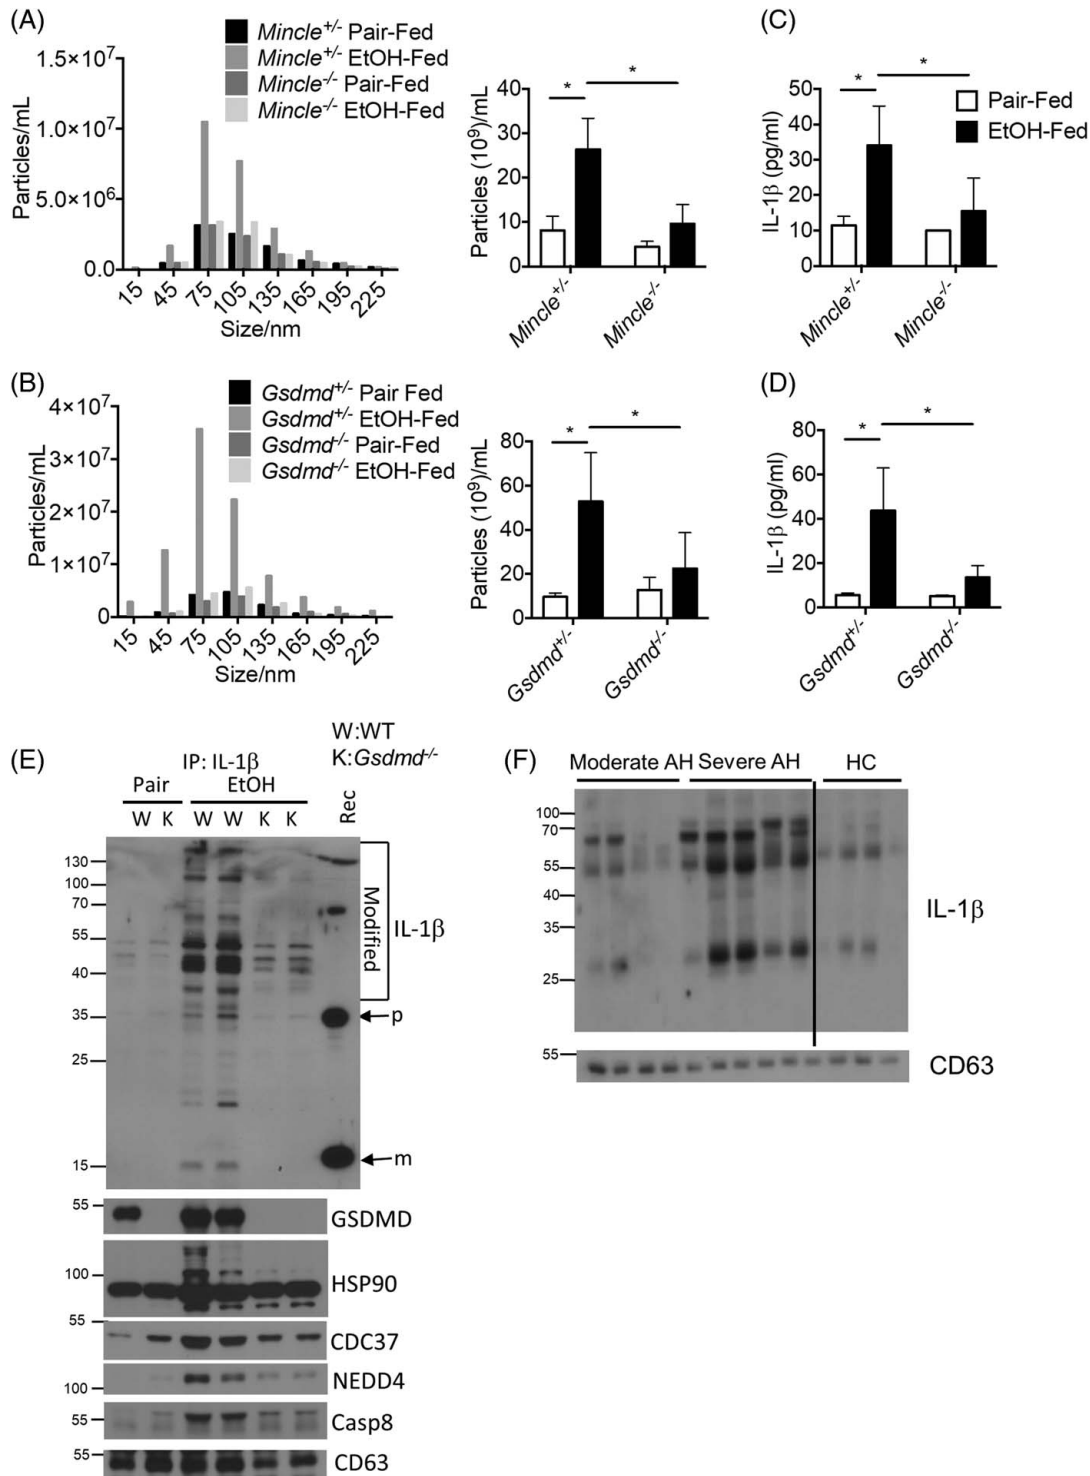 (A)
Mincle+/- Pair-Fed
Mincle+/- EtOH-Fed
Mincle-/- Pair-Fed
Mincle-/- EtOH-Fed
Particles/mL
1.5×10⁷
1.0×10⁷
5.0×10⁶
0.0
15 45 75 105 135 165 195 225
Size/nm
Particles (10⁹)/mL
40
30
20
10
0
* *
Mincle+/- Mincle-/-
(C)
IL-1β (pg/ml)
50
40
30
20
10
0
* *
Pair-Fed
EtOH-Fed
Mincle+/- Mincle-/-
(B)
Gsdmd+/- Pair Fed
Gsdmd+/- EtOH-Fed
Gsdmd-/- Pair-Fed
Gsdmd-/- EtOH-Fed
Particles/mL
4×10⁷
3×10⁷
2×10⁷
1×10⁷
0
15 45 75 105 135 165 195 225
Size/nm
Particles (10⁹)/mL
80
60
40
20
0
* *
Gsdmd+/- Gsdmd-/-
(D)
IL-1β (pg/ml)
80
60
40
20
0
* *
Gsdmd+/- Gsdmd-/-
(E)
W:WT
K:Gsdmd-/-
IP: IL-1β
Pair EtOH
W K W W K K Rec
130
100
70
55
40
35
25
15
Modified
IL-1β
p
m
55
GSDMD
100
HSP90
55
CDC37
100
NEDD4
55
Casp8
55
CD63
(F)
Moderate AH Severe AH HC
100
70
55
40
35
25
IL-1β
55
CD63